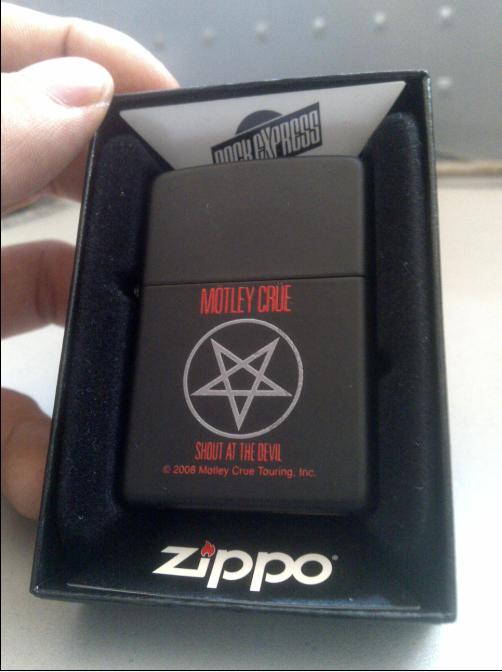 ROCK EXPRESS
MOTLEY CRUE
SHOUT AT THE DEVIL
© 2008 Motley Crue Touring, Inc.
zippo®